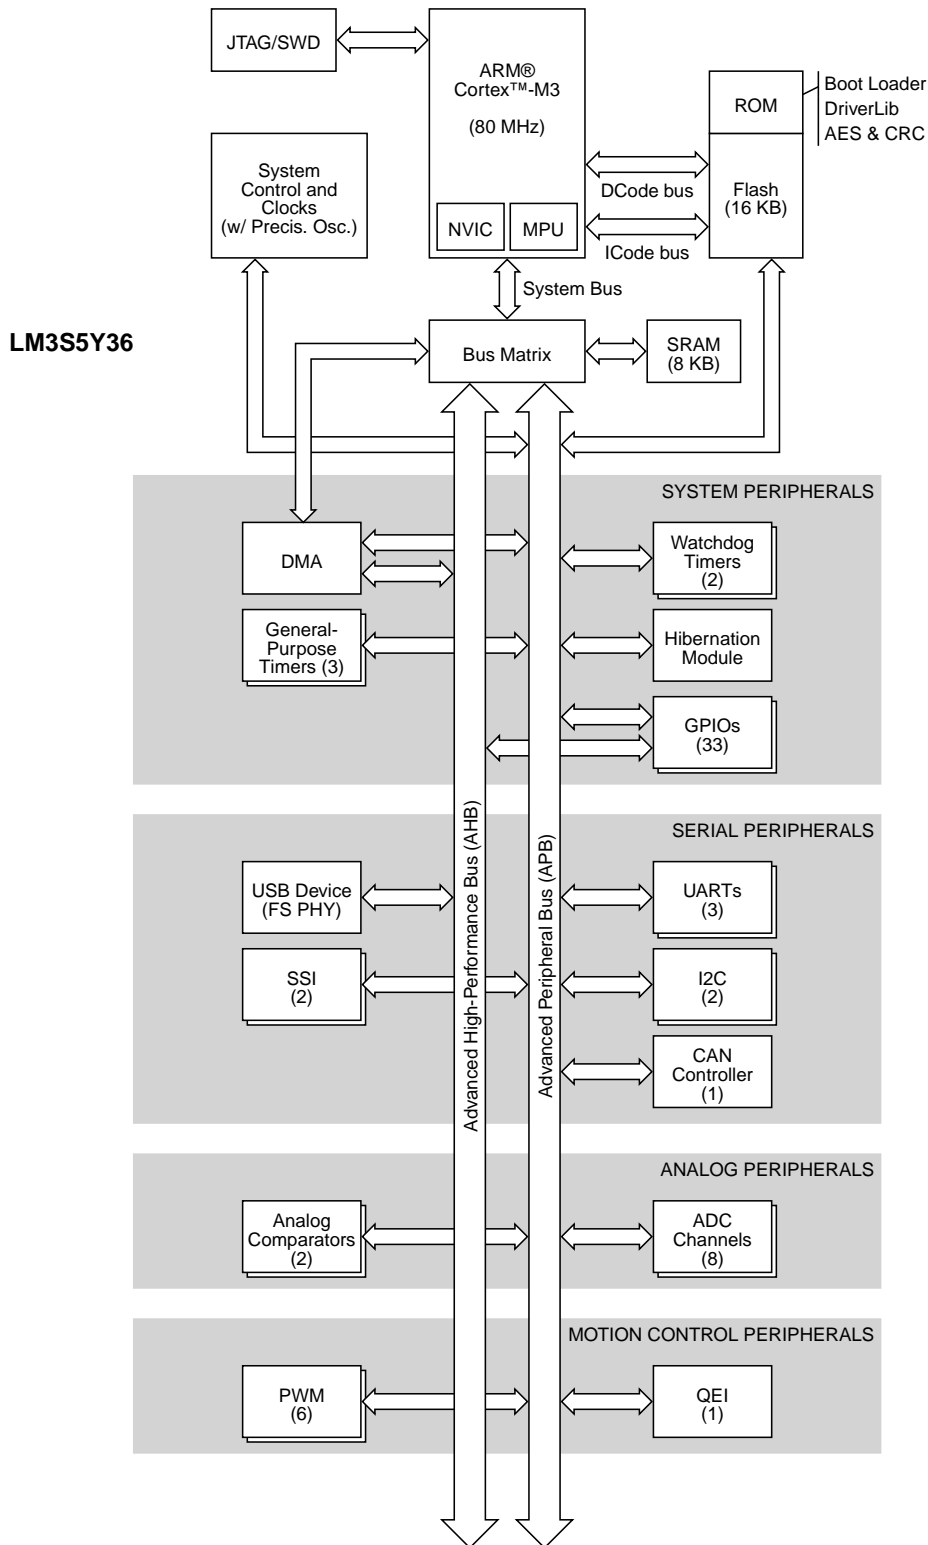 JTAG/SWD
ARM®
Cortex™-M3
(80 MHz)
NVIC
MPU
ROM
Boot Loader
DriverLib
AES & CRC
Flash
(16 KB)
DCode bus
ICode bus
System
Control and
Clocks
(w/ Precis. Osc.)
System Bus
LM3S5Y36
Bus Matrix
SRAM
(8 KB)
SYSTEM PERIPHERALS
DMA
Watchdog
Timers
(2)
General-
Purpose
Timers (3)
Hibernation
Module
GPIOs
(33)
Advanced High-Performance Bus (AHB)
Advanced Peripheral Bus (APB)
SERIAL PERIPHERALS
USB Device
(FS PHY)
UARTs
(3)
SSI
(2)
I2C
(2)
CAN
Controller
(1)
ANALOG PERIPHERALS
Analog
Comparators
(2)
ADC
Channels
(8)
MOTION CONTROL PERIPHERALS
PWM
(6)
QEI
(1)